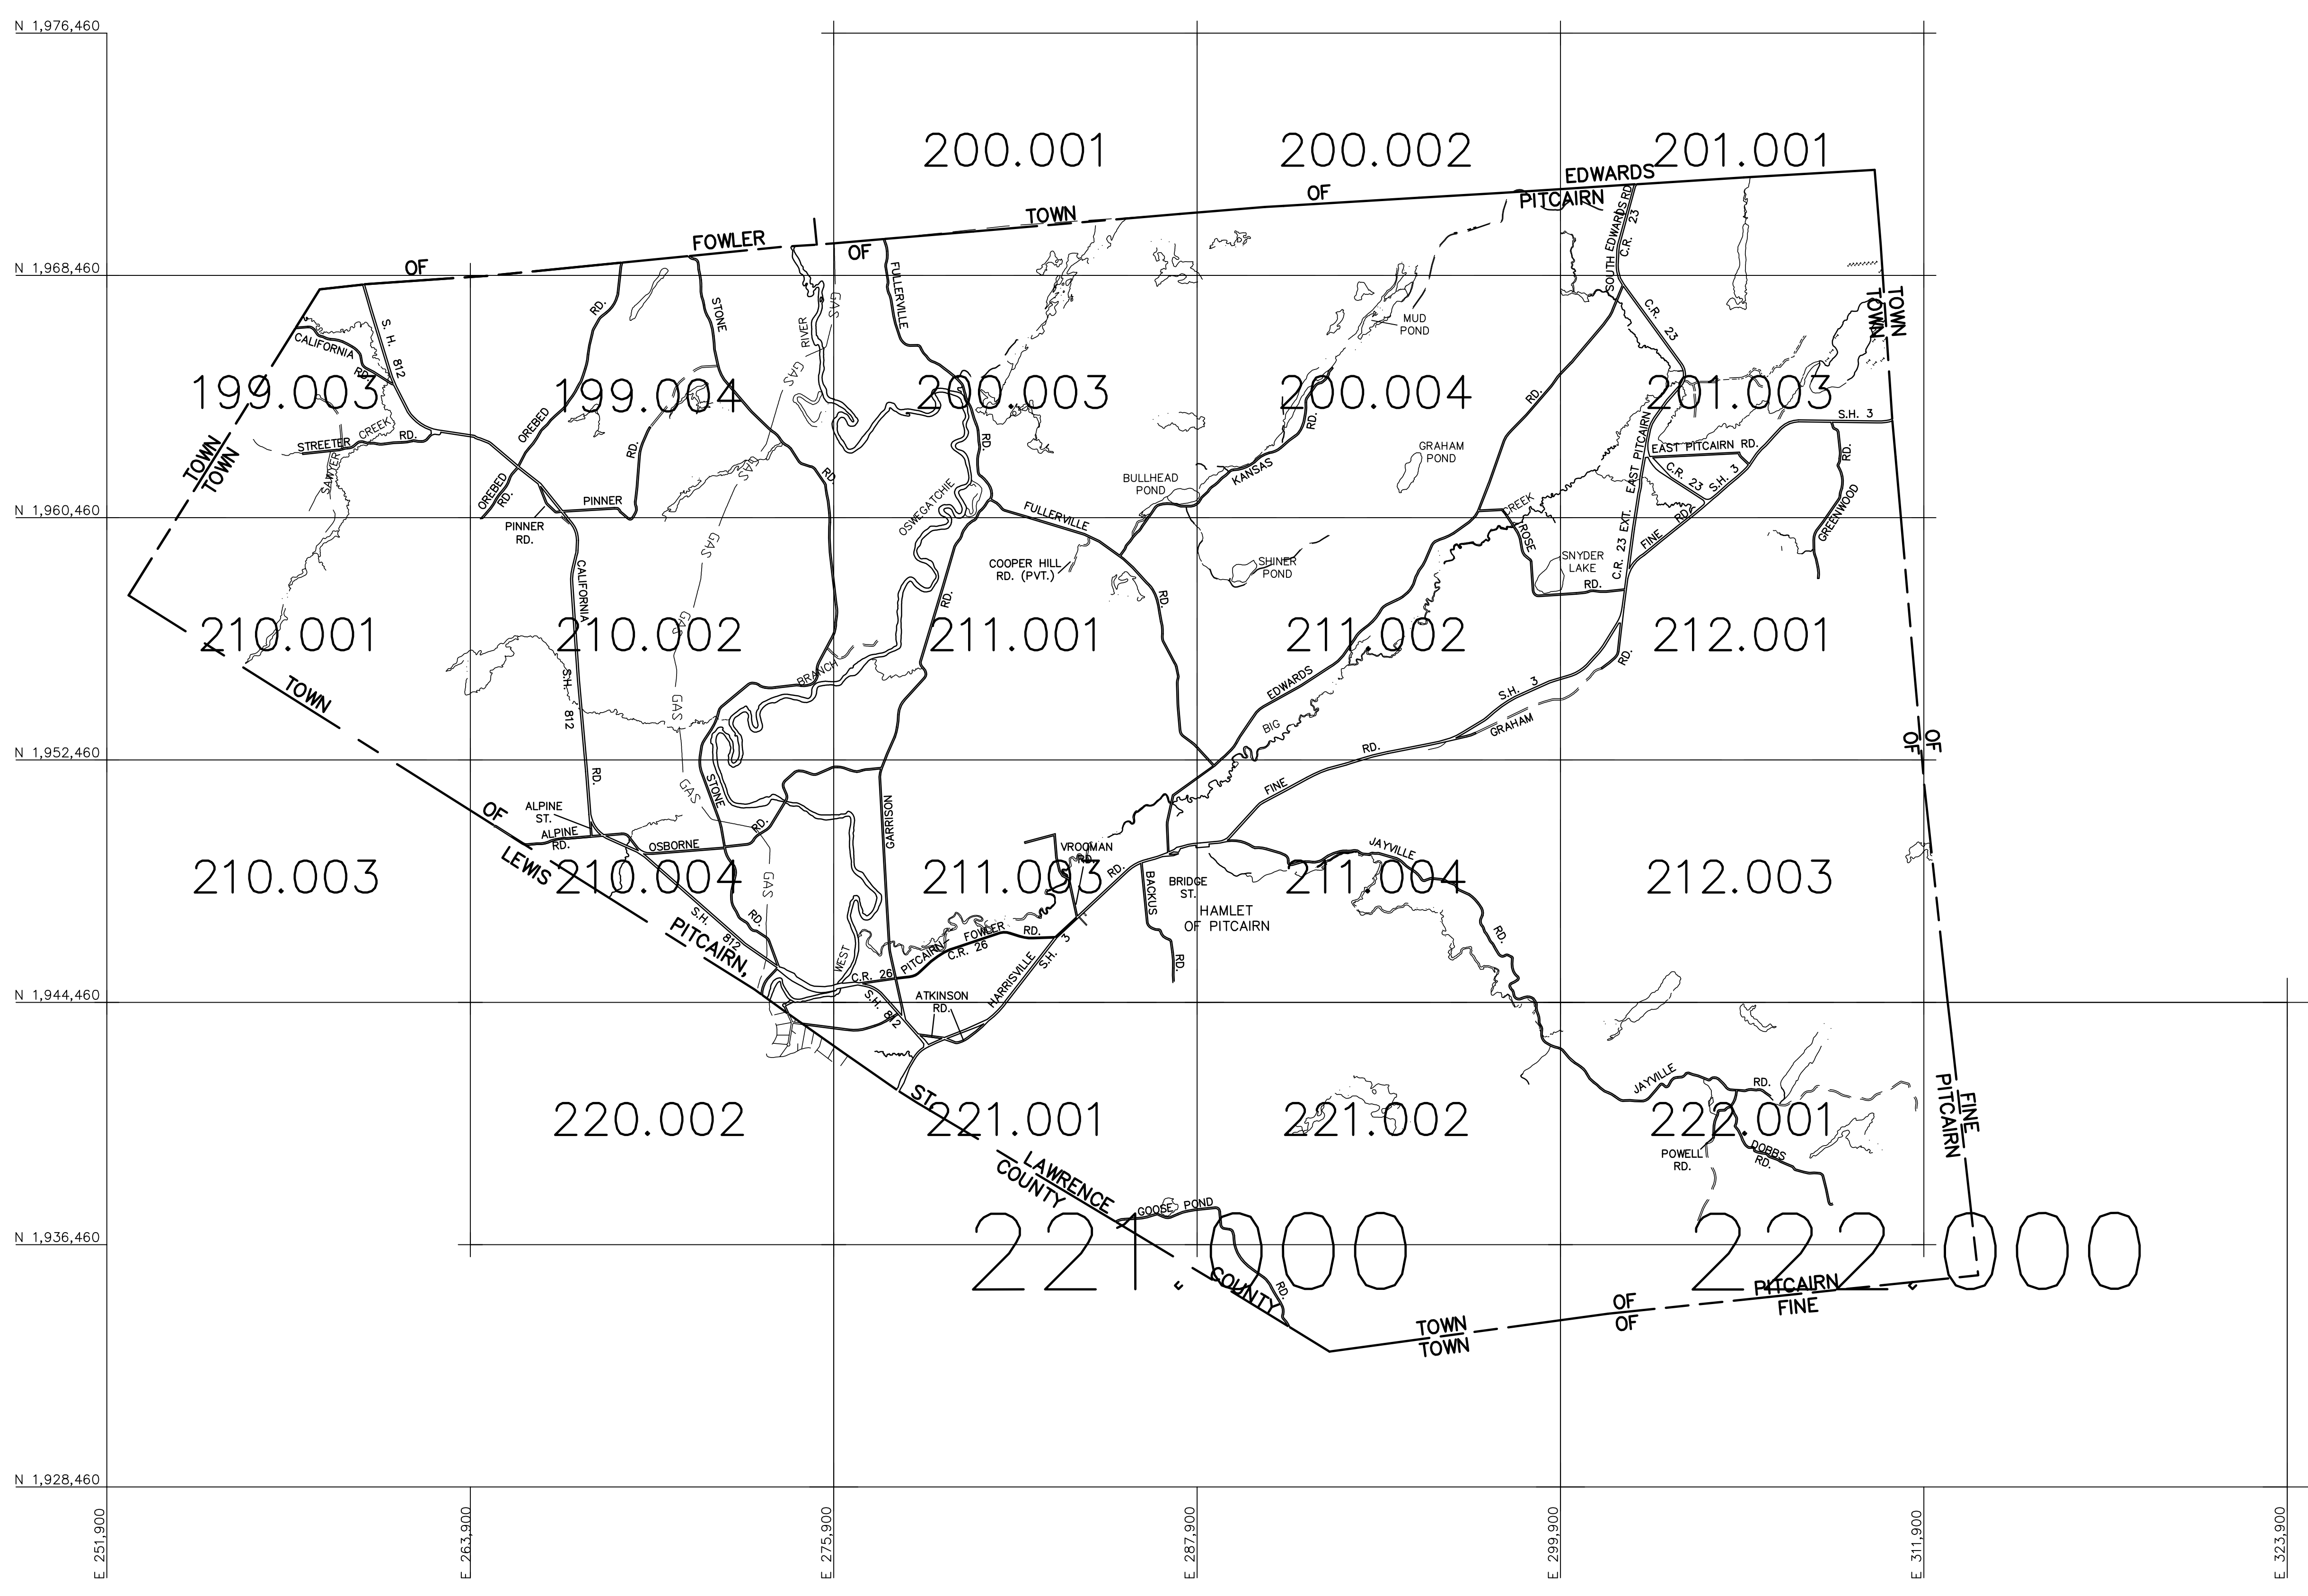 N 1,976,460
200.001
200.002
201.001
EDWARDS
PITCAIRN
OF
TOWN
FOWLER
OF
OF
SOUTH EDWARDS RD.
C.R. 23
N 1,968,460
S. H. 812
CALIFORNIA
RD.
RD.
STONE
RIVER
GAS
GAS
FULLERVILLE
MUD
POND
C.R. 23
TOWN
TOWN
199.003
199.004
200.003
200.004
201.003
RD.
S.H. 3
STREETER
RD.
SAWYER
CREEK
OREBED
RD.
RD.
RD.
EAST PITCAIRN
EAST PITCAIRN RD.
C.R. 23
S.H. 3
RD.
TOWN
TOWN
OREBED
RD.
PINNER
GAS
RD.
GRAHAM
POND
BULLHEAD
POND
KANSAS
GREENWOOD
N 1,960,460
PINNER
RD.
GAS
OSWEGATCHIE
FULLERVILLE
CREEK
ROSE
FINE
RD.
C.R. 23 EXT.
COOPER HILL
RD. (PVT.)
SHINER
POND
SNYDER
LAKE
RD.
CALIFORNIA
GAS
RD.
RD.
210.001
210.002
211.001
211.002
212.001
S.H. 812
BRANCH
EDWARDS
RD.
TOWN
GAS
BIG
S.H. 3
GRAHAM
OF
OF
N 1,952,460
RD.
RD.
STONE
GAS
FINE
OF
ALPINE
ST.
ALPINE
RD.
OSBORNE
RD.
GARRISON
VROOMAN
RD.
JAYVILLE
LEWIS
210.003
210.004
GAS
211.003
RD.
BACKUS
BRIDGE
ST.
211.004
212.003
HAMLET
OF PITCAIRN
S.H. 812
RD.
PITCAIRN,
WEST
C.R. 26
PITCAIRN
FOWLER
RD.
C.R. 26
HARRISVILLE
S.H. 3
RD.
RD.
N 1,944,460
S.H. 812
ATKINSON
RD.
JAYVILLE
RD.
FINE
PITCAIRN
ST.
220.002
221.001
221.002
222.001
POWELL
RD.
DOBBS
RD.
LAWRENCE
COUNTY
GOOSE POND
N 1,936,460
221.000
222.000
COUNTY
RD.
PITCAIRN
FINE
OF
OF
TOWN
TOWN
N 1,928,460
E 251,900
E 263,900
E 275,900
E 287,900
E 299,900
E 311,900
E 323,900